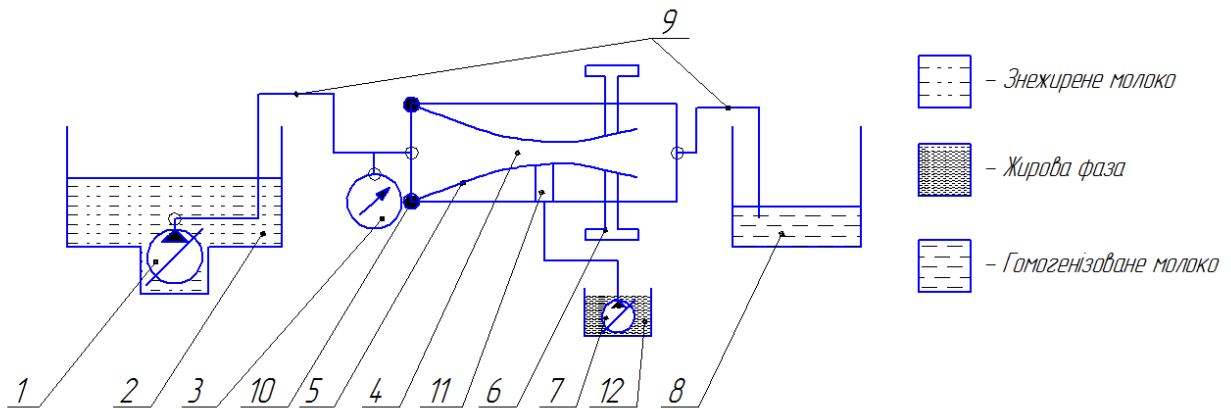 9
– Знежирене молоко
– Жирова фаза
– Гомогенізоване молоко
1 2 3 10 5 4 11 6 7 12 8